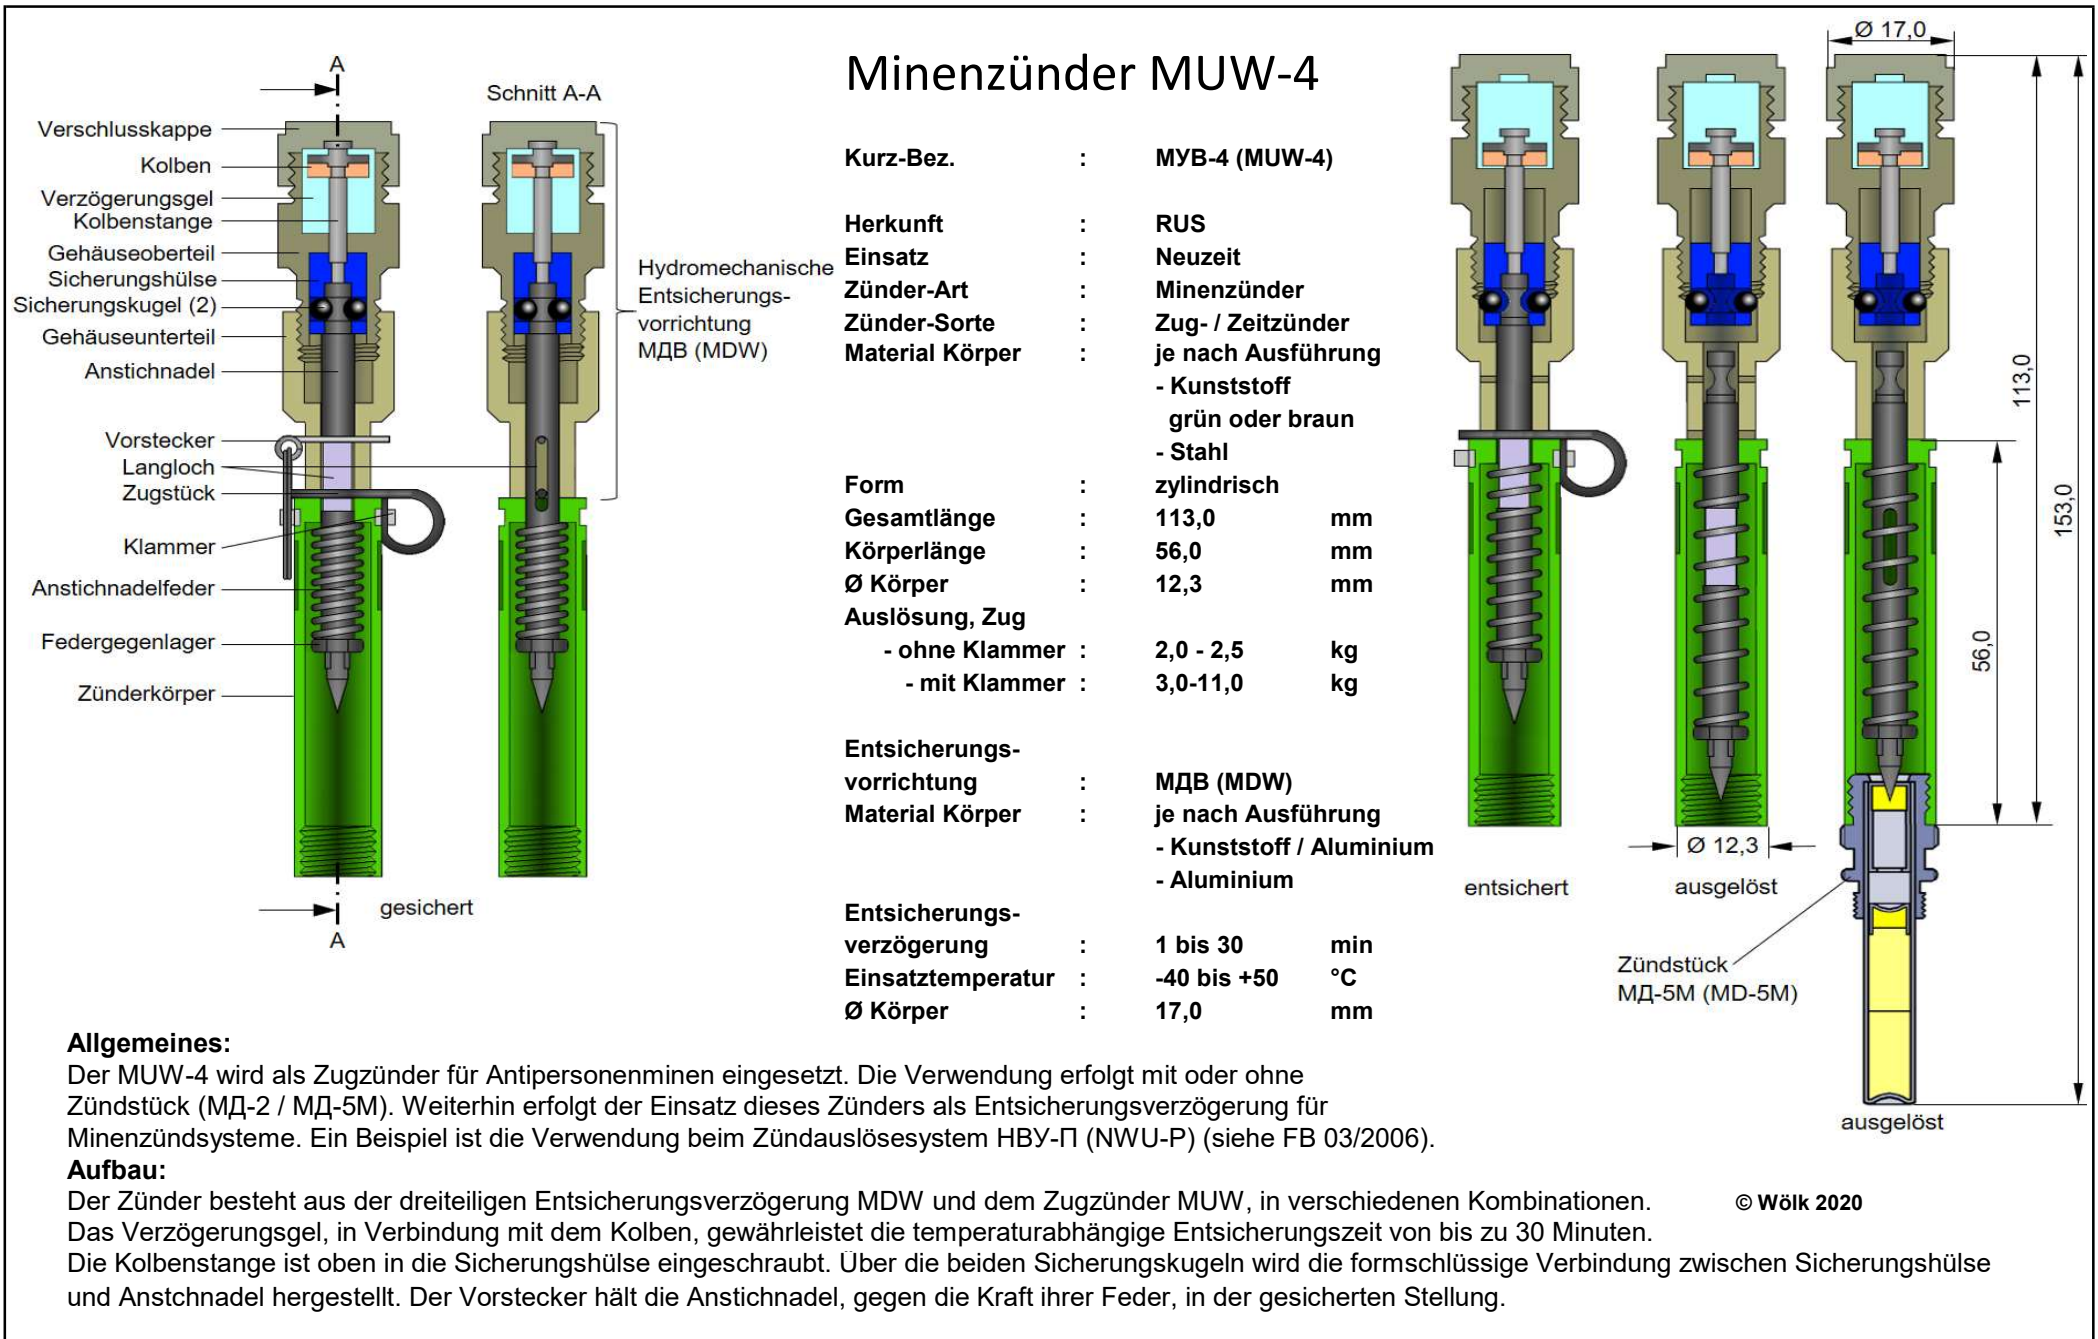 Minenzünder MUW-4
A
Schnitt A-A
Verschlusskappe
Kolben
Verzögerungsgel
Kolbenstange
Gehäuseoberteil
Sicherungshülse
Sicherungskugel (2)
Gehäuseunterteil
Anstichnadel
Vorstecker
Langloch
Zugstück
Klammer
Anstichnadelfeder
Federgegenlager
Zünderkörper
gesichert
A
Hydromechanische
Entsicherungs-
vorrichtung
МДВ (MDW)
Kurz-Bez. : МУВ-4 (MUW-4)
Herkunft : RUS
Einsatz : Neuzeit
Zünder-Art : Minenzünder
Zünder-Sorte : Zug- / Zeitzünder
Material Körper : je nach Ausführung
- Kunststoff
grün oder braun
- Stahl
Form : zylindrisch
Gesamtlänge : 113,0 mm
Körperlänge : 56,0 mm
Ø Körper : 12,3 mm
Auslösung, Zug
- ohne Klammer : 2,0 - 2,5 kg
- mit Klammer : 3,0-11,0 kg
Entsicherungs-
vorrichtung : МДВ (MDW)
Material Körper : je nach Ausführung
- Kunststoff / Aluminium
- Aluminium
Entsicherungs-
verzögerung : 1 bis 30 min
Einsatztemperatur : -40 bis +50 °C
Ø Körper : 17,0 mm
Ø 17,0
113,0
153,0
56,0
Ø 12,3
entsichert
ausgelöst
Zündstück
МД-5М (MD-5M)
ausgelöst
Allgemeines:
Der MUW-4 wird als Zugzünder für Antipersonenminen eingesetzt. Die Verwendung erfolgt mit oder ohne
Zündstück (МД-2 / МД-5М). Weiterhin erfolgt der Einsatz dieses Zünders als Entsicherungsverzögerung für
Minenzündsysteme. Ein Beispiel ist die Verwendung beim Zündauslösesystem НВУ-П (NWU-P) (siehe FB 03/2006).
Aufbau:
Der Zünder besteht aus der dreiteiligen Entsicherungsverzögerung MDW und dem Zugzünder MUW, in verschiedenen Kombinationen. © Wölk 2020
Das Verzögerungsgel, in Verbindung mit dem Kolben, gewährleistet die temperaturabhängige Entsicherungszeit von bis zu 30 Minuten.
Die Kolbenstange ist oben in die Sicherungshülse eingeschraubt. Über die beiden Sicherungskugeln wird die formschlüssige Verbindung zwischen Sicherungshülse
und Anstchnadel hergestellt. Der Vorstecker hält die Anstichnadel, gegen die Kraft ihrer Feder, in der gesicherten Stellung.